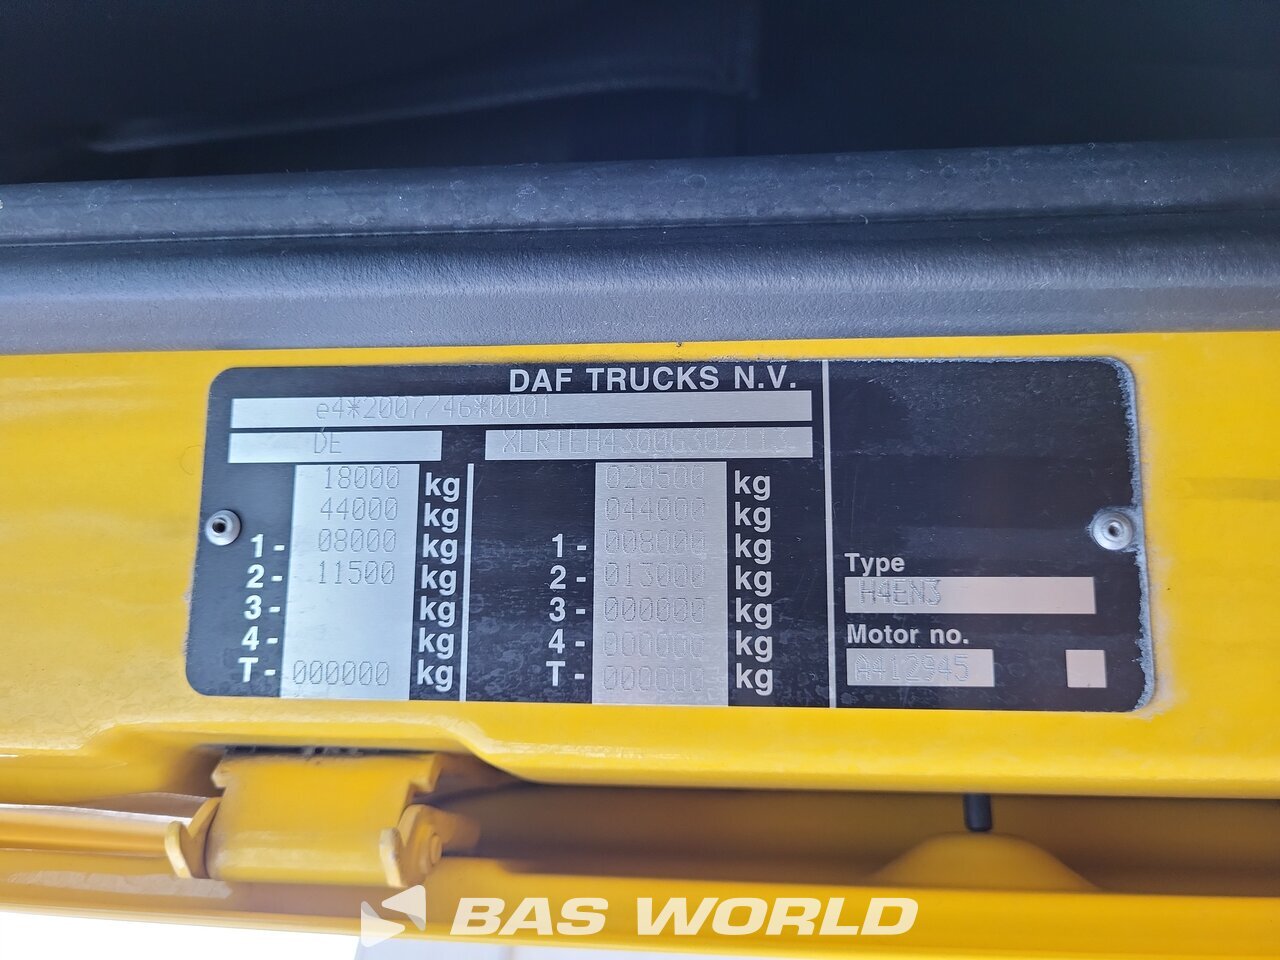 DAF TRUCKS N.V.
e4*2007/46*0001
DE XLRTEH4300G302113
18000 kg 020500 kg
44000 kg 044000 kg
1- 08000 kg 1- 008000 kg
2- 11500 kg 2- 013000 kg
3- kg 3- 000000 kg
4- kg 4- 000000 kg
T- 000000 kg T- 000000 kg
Type
H4EN3
Motor no.
A412945
BAS WORLD